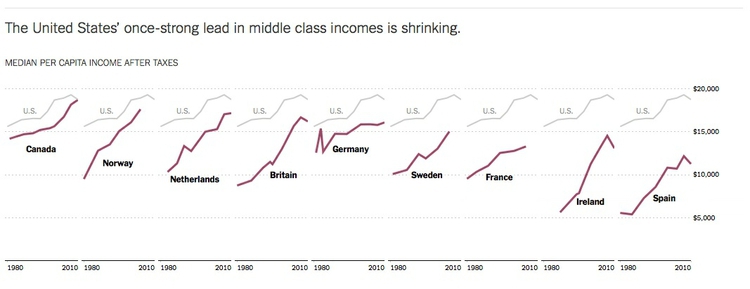 The United States' once-strong lead in middle class incomes is shrinking.
MEDIAN PER CAPITA INCOME AFTER TAXES
$20,000
U.S. U.S. U.S. U.S. U.S. U.S. U.S. U.S. U.S.
$15,000
Canada
Norway
Netherlands
Britain
Germany
Sweden
France
Ireland
Spain
$10,000
$5,000
1980 2010 1980 2010 1980 2010 1980 2010 1980 2010 1980 2010 1980 2010 1980 2010 1980 2010